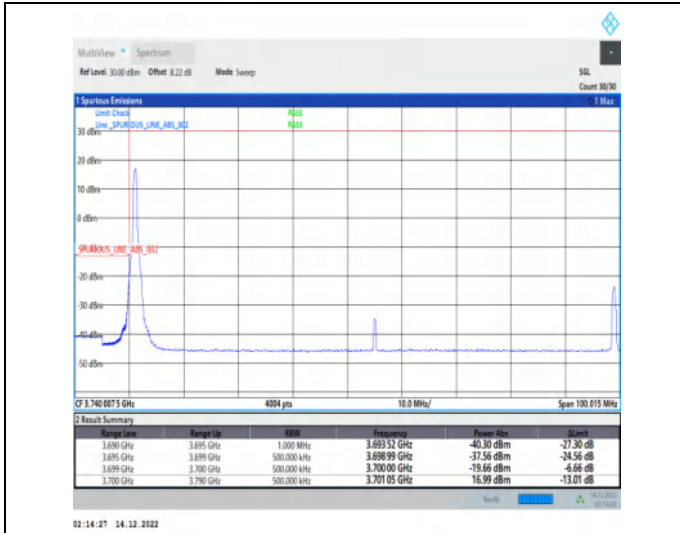 MultiView Spectrum
Ref Level 30.00 dBm Offset 8.22 dB Mode Sweep SGL
Count 30/30
1 Spurious Emissions 1 Max
Limit Check PASS
Line _SPURIOUS_LINE_ABS_002 PASS
30 dBm
20 dBm
10 dBm
0 dBm
_SPURIOUS_LINE_ABS_002
-20 dBm
-30 dBm
-40 dBm
-50 dBm
CF 3.740 007 5 GHz 4004 pts 10.0 MHz/ Span 100.015 MHz
2 Result Summary
Range Low Range Up RBW Frequency Power Abs ΔLimit
3.690 GHz 3.695 GHz 1.000 MHz 3.693 52 GHz -40.30 dBm -27.30 dB
3.695 GHz 3.699 GHz 500.000 kHz 3.698 99 GHz -37.56 dBm -24.56 dB
3.699 GHz 3.700 GHz 500.000 kHz 3.700 00 GHz -19.66 dBm -6.66 dB
3.700 GHz 3.790 GHz 500.000 kHz 3.701 05 GHz 16.99 dBm -13.01 dB
Ready 14.12.2022
02:14:27 14.12.2022